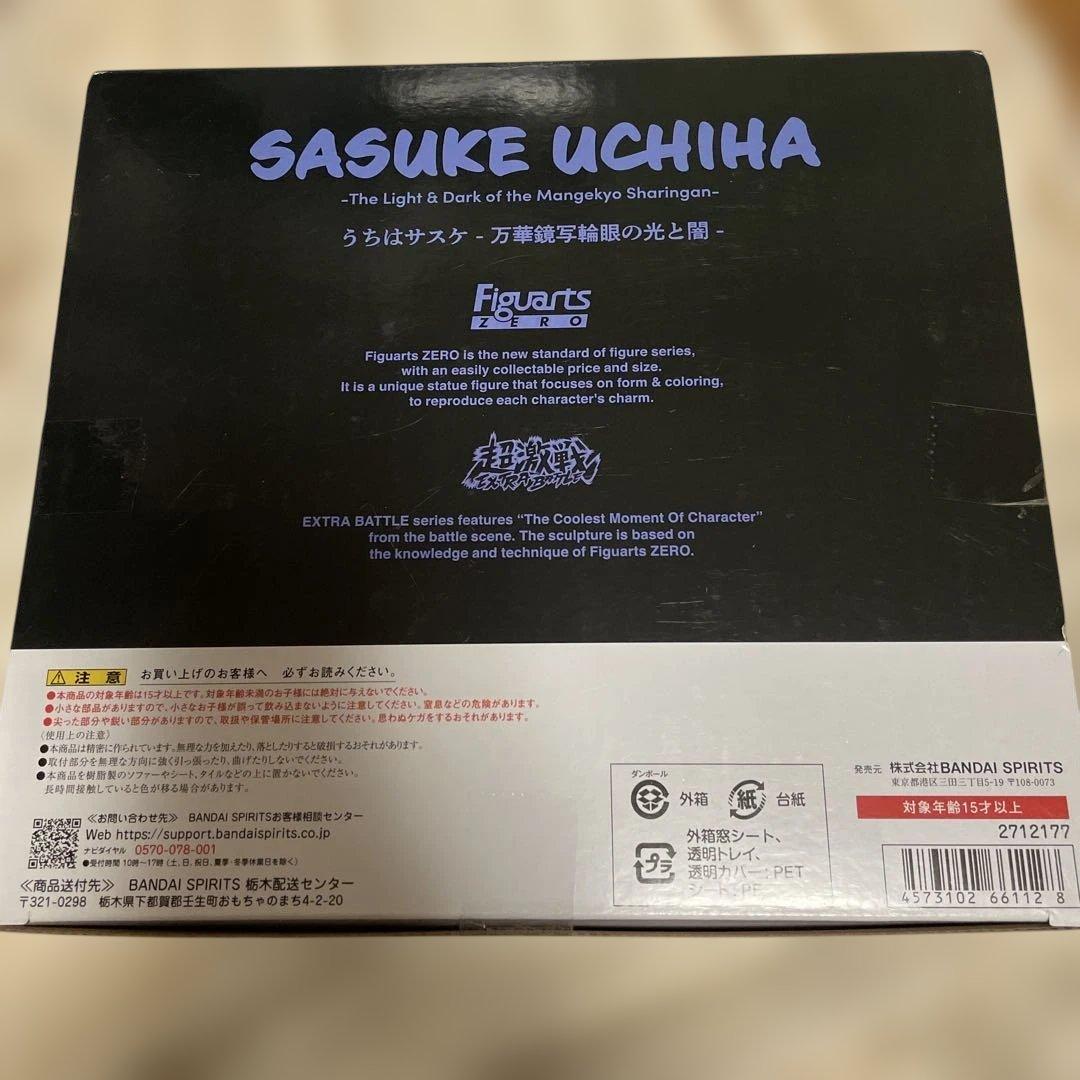 SASUKE UCHIHA
-The Light & Dark of the Mangekyo Sharingan-
うちはサスケ - 万華鏡写輪眼の光と闇 -
Figuarts
ZERO
Figuarts ZERO is the new standard of figure series,
with an easily collectable price and size.
It is a unique statue figure that focuses on form & coloring,
to reproduce each character's charm.
超激戦
EXTRA BATTLE
EXTRA BATTLE series features “The Coolest Moment Of Character”
from the battle scene. The sculpture is based on
the knowledge and technique of Figuarts ZERO.
注意 お買い上げのお客様へ 必ずお読みください。
●本商品の対象年齢は15才以上です。対象年齢未満のお子様には絶対に与えないでください。
●小さな部品がありますので、小さなお子様が誤って飲み込まないように注意してください。窒息などの危険があります。
●尖った部分や鋭い部分がありますので、取扱や保管場所に注意してください。思わぬケガをするおそれがあります。
〈使用上の注意〉
●本商品は精密に作られています。無理な力を加えたり、落としたりすると破損するおそれがあります。
●取付部分を無理な方向に強く引っ張ったり、曲げたりしないでください。
●本商品を樹脂製のソファーやシート、タイルなどの上に置かないでください。
長時間接触していると色が移る場合があります。
≪お問い合わせ先≫ BANDAI SPIRITSお客様相談センター
Web https://support.bandaispirits.co.jp
ナビダイヤル 0570-078-001
●受付時間 10時～17時(土、日、祝日、夏季・冬季休業日を除く)
≪商品送付先≫ BANDAI SPIRITS 栃木配送センター
〒321-0298 栃木県下都賀郡壬生町おもちゃのまち4-2-20
ダンボール
外箱
紙
台紙
プラ
外箱窓シート、
透明トレイ、
透明カバー:PET
シート:PE
発売元 株式会社BANDAI SPIRITS
東京都港区三田三丁目5-19 〒108-0073
対象年齢15才以上
2712177
4573102 66112 8